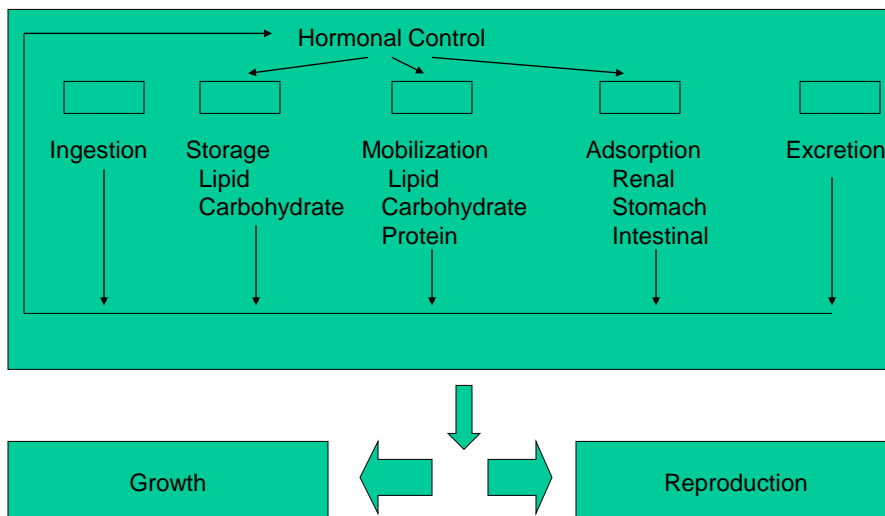 Hormonal Control
Ingestion
Storage
Lipid
Carbohydrate
Mobilization
Lipid
Carbohydrate
Protein
Adsorption
Renal
Stomach
Intestinal
Excretion
Growth
Reproduction